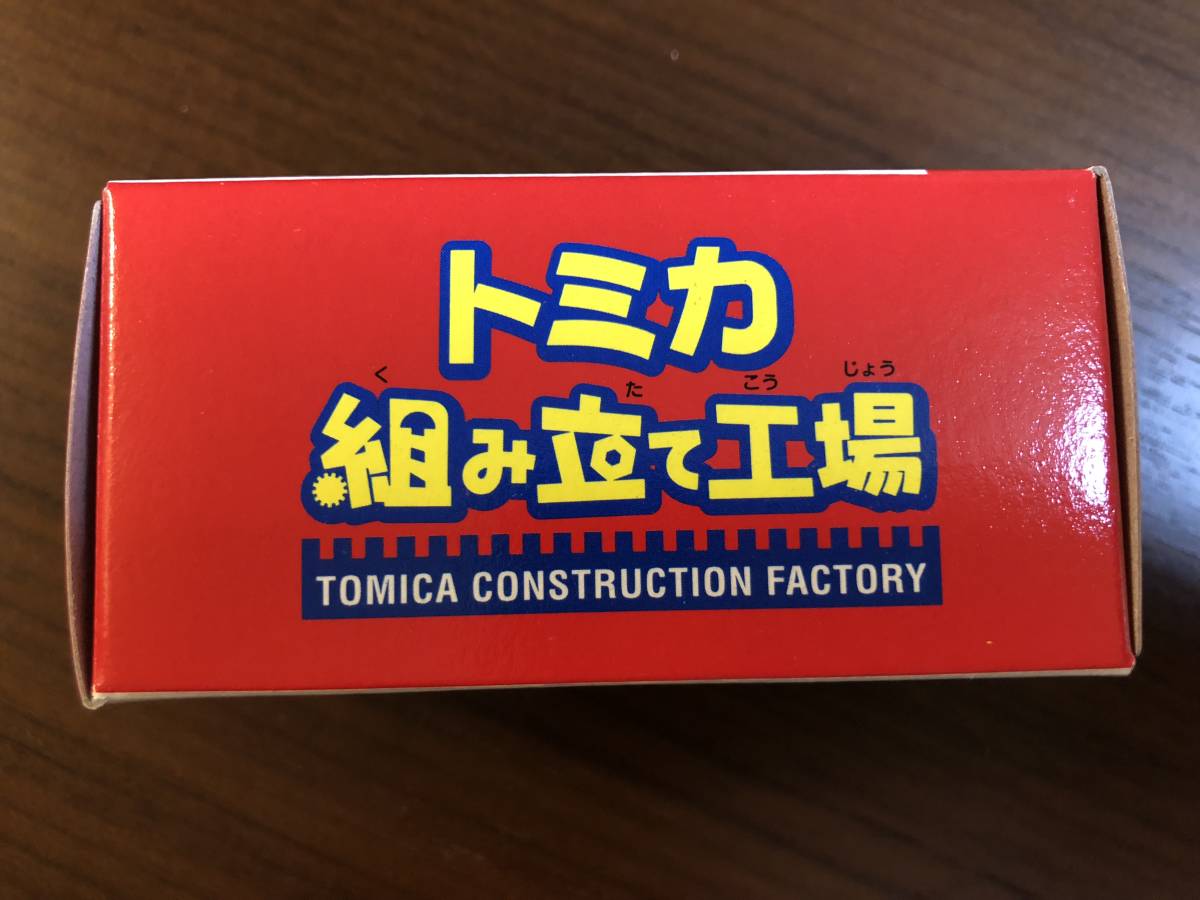 トミカ
く た こう じょう
組み立て工場
TOMICA CONSTRUCTION FACTORY